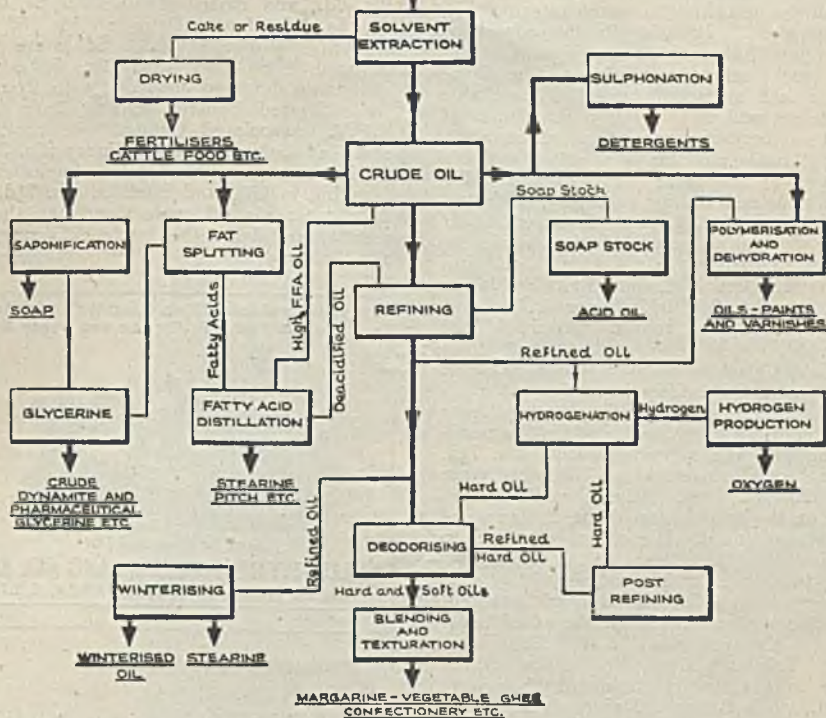 Cake or Residue
SOLVENT
EXTRACTION
DRYING
SULPHONATION
FERTILISERS
CATTLE FOOD ETC.
DETERGENTS
CRUDE OIL
Soap Stock
SAPONIFICATION
FAT
SPLITTING
SOAP STOCK
POLYMERISATION
AND
DEHYDRATION
SOAP
Fatty Acids
High FFA Oil
Deacidified Oil
REFINING
ACID OIL
OILS - PAINTS
AND VARNISHES
Refined Oil
GLYCERINE
FATTY ACID
DISTILLATION
HYDROGENATION
Hydrogen
HYDROGEN
PRODUCTION
CRUDE
DYNAMITE AND
PHARMACEUTICAL
GLYCERINE ETC
STEARINE
PITCH ETC
Hard Oil
Hard Oil
OXYGEN
Refined Oil
DEODORISING
Refined
Hard Oil
WINTERISING
Hard and Soft Oils
POST
REFINING
BLENDING
AND
TEXTURATION
WINTERISED
OIL
STEARINE
MARGARINE - VEGETABLE GHEE
CONFECTIONERY ETC.